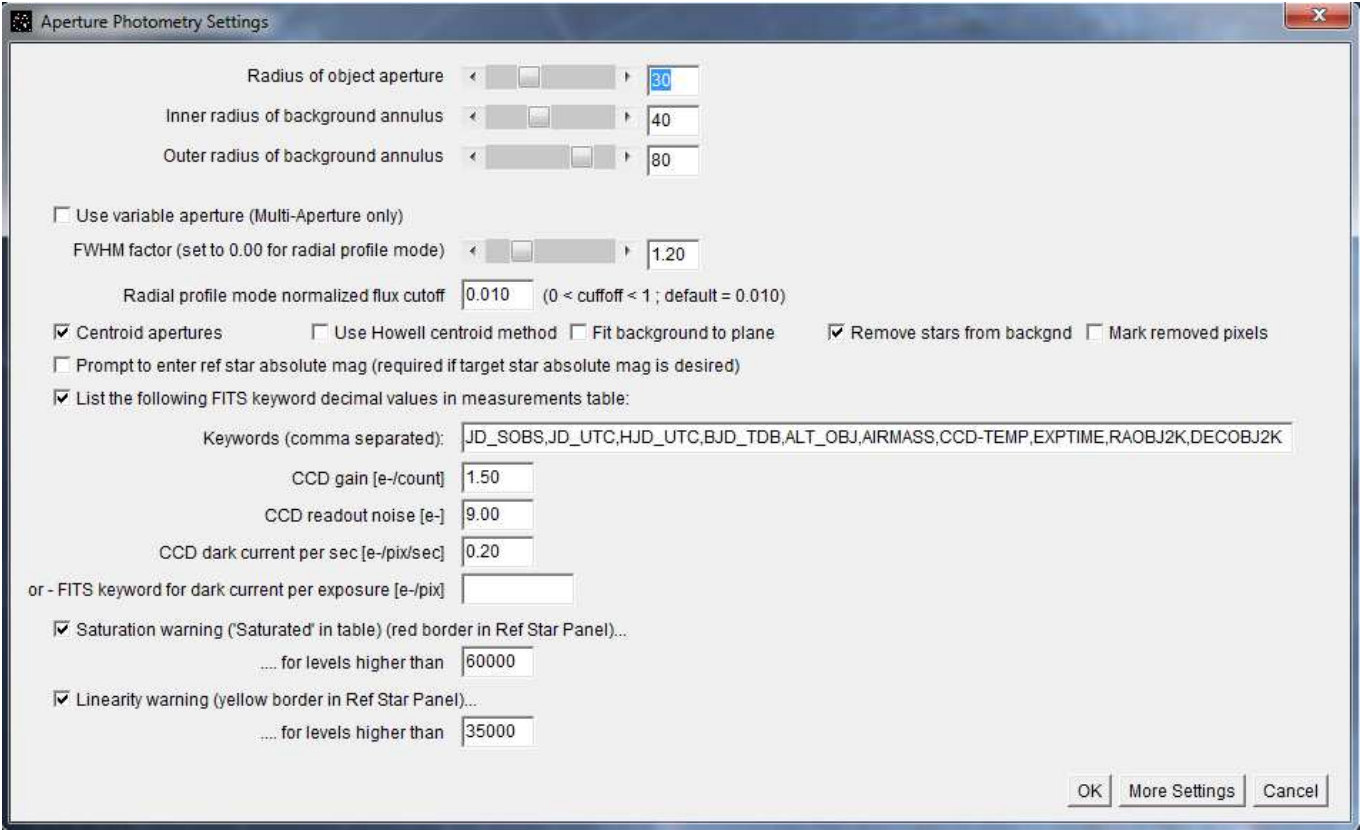 Aperture Photometry Settings
Radius of object aperture 30
Inner radius of background annulus 40
Outer radius of background annulus 80
Use variable aperture (Multi-Aperture only)
FWHM factor (set to 0.00 for radial profile mode) 1.20
Radial profile mode normalized flux cutoff 0.010 (0 < cuffoff < 1 ; default = 0.010)
Centroid apertures Use Howell centroid method Fit background to plane Remove stars from backgnd Mark removed pixels
Prompt to enter ref star absolute mag (required if target star absolute mag is desired)
List the following FITS keyword decimal values in measurements table:
Keywords (comma separated): JD_SOBS,JD_UTC,HJD_UTC,BJD_TDB,ALT_OBJ,AIRMASS,CCD-TEMP,EXPTIME,RAOBJ2K,DECOBJ2K
CCD gain [e-/count] 1.50
CCD readout noise [e-] 9.00
CCD dark current per sec [e-/pix/sec] 0.20
or - FITS keyword for dark current per exposure [e-/pix]
Saturation warning ('Saturated' in table) (red border in Ref Star Panel)...
.... for levels higher than 60000
Linearity warning (yellow border in Ref Star Panel)...
.... for levels higher than 35000
OK More Settings Cancel